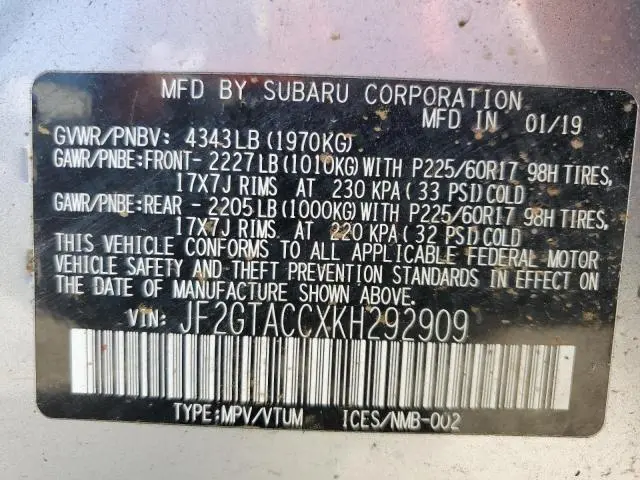 MFD BY SUBARU CORPORATION
MFD IN 01/19
GVWR/PNBV: 4343LB(1970KG)
GAWR/PNBE:FRONT- 2227LB(1010KG)WITH P225/60R17 98H TIRES,
17X7J RIMS AT 230 KPA( 33 PSI)COLD
GAWR/PNBE:REAR - 2205LB(1000KG)WITH P225/60R17 98H TIRES,
17X7J RIMS AT 220 KPA( 32 PSI)COLD
THIS VEHICLE CONFORMS TO ALL APPLICABLE FEDERAL MOTOR
VEHICLE SAFETY AND THEFT PREVENTION STANDARDS IN EFFECT ON
THE DATE OF MANUFACTURE SHOWN ABOVE.
VIN: JF2GTACCXKH292909
TYPE:MPV/VTUM ICES/NMB-002